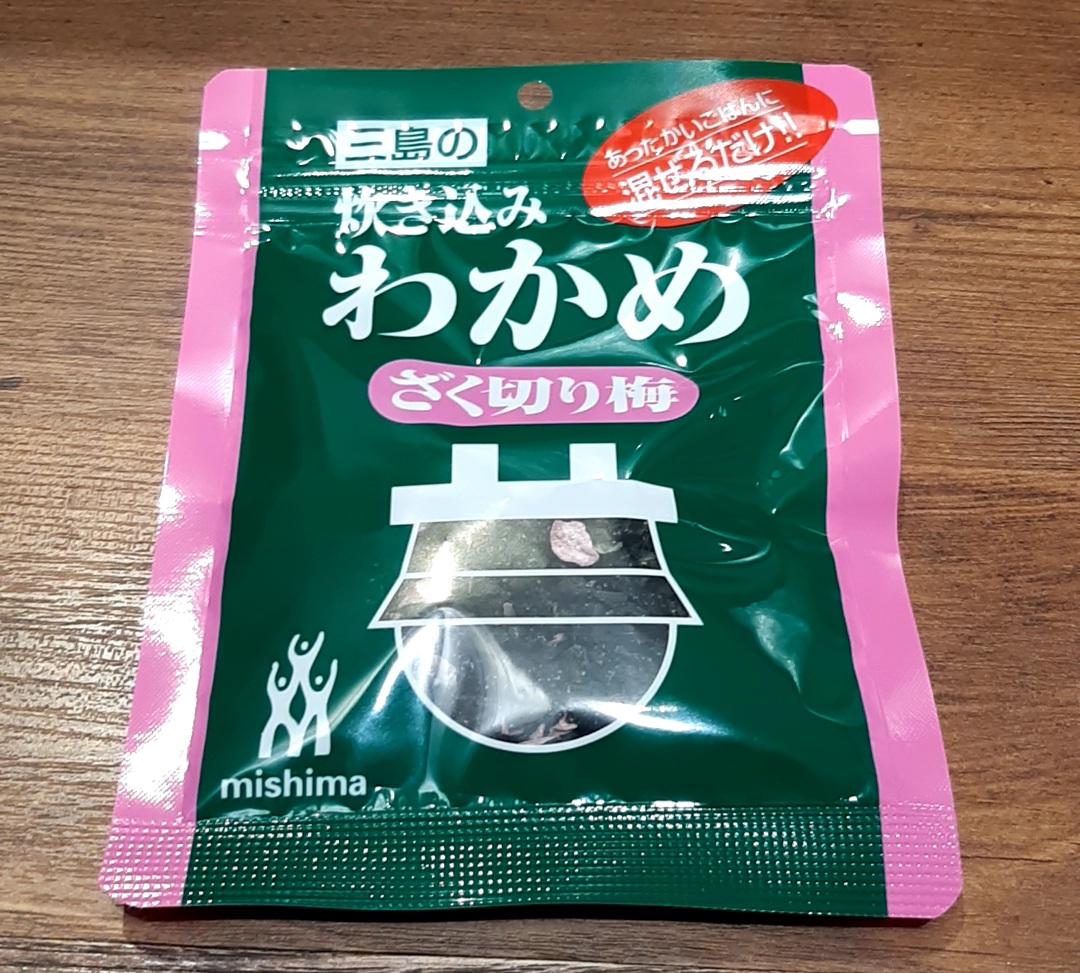 三島の
あったかいごはんに
混ぜるだけ!!
炊き込み
わかめ
ざく切り梅
mishima